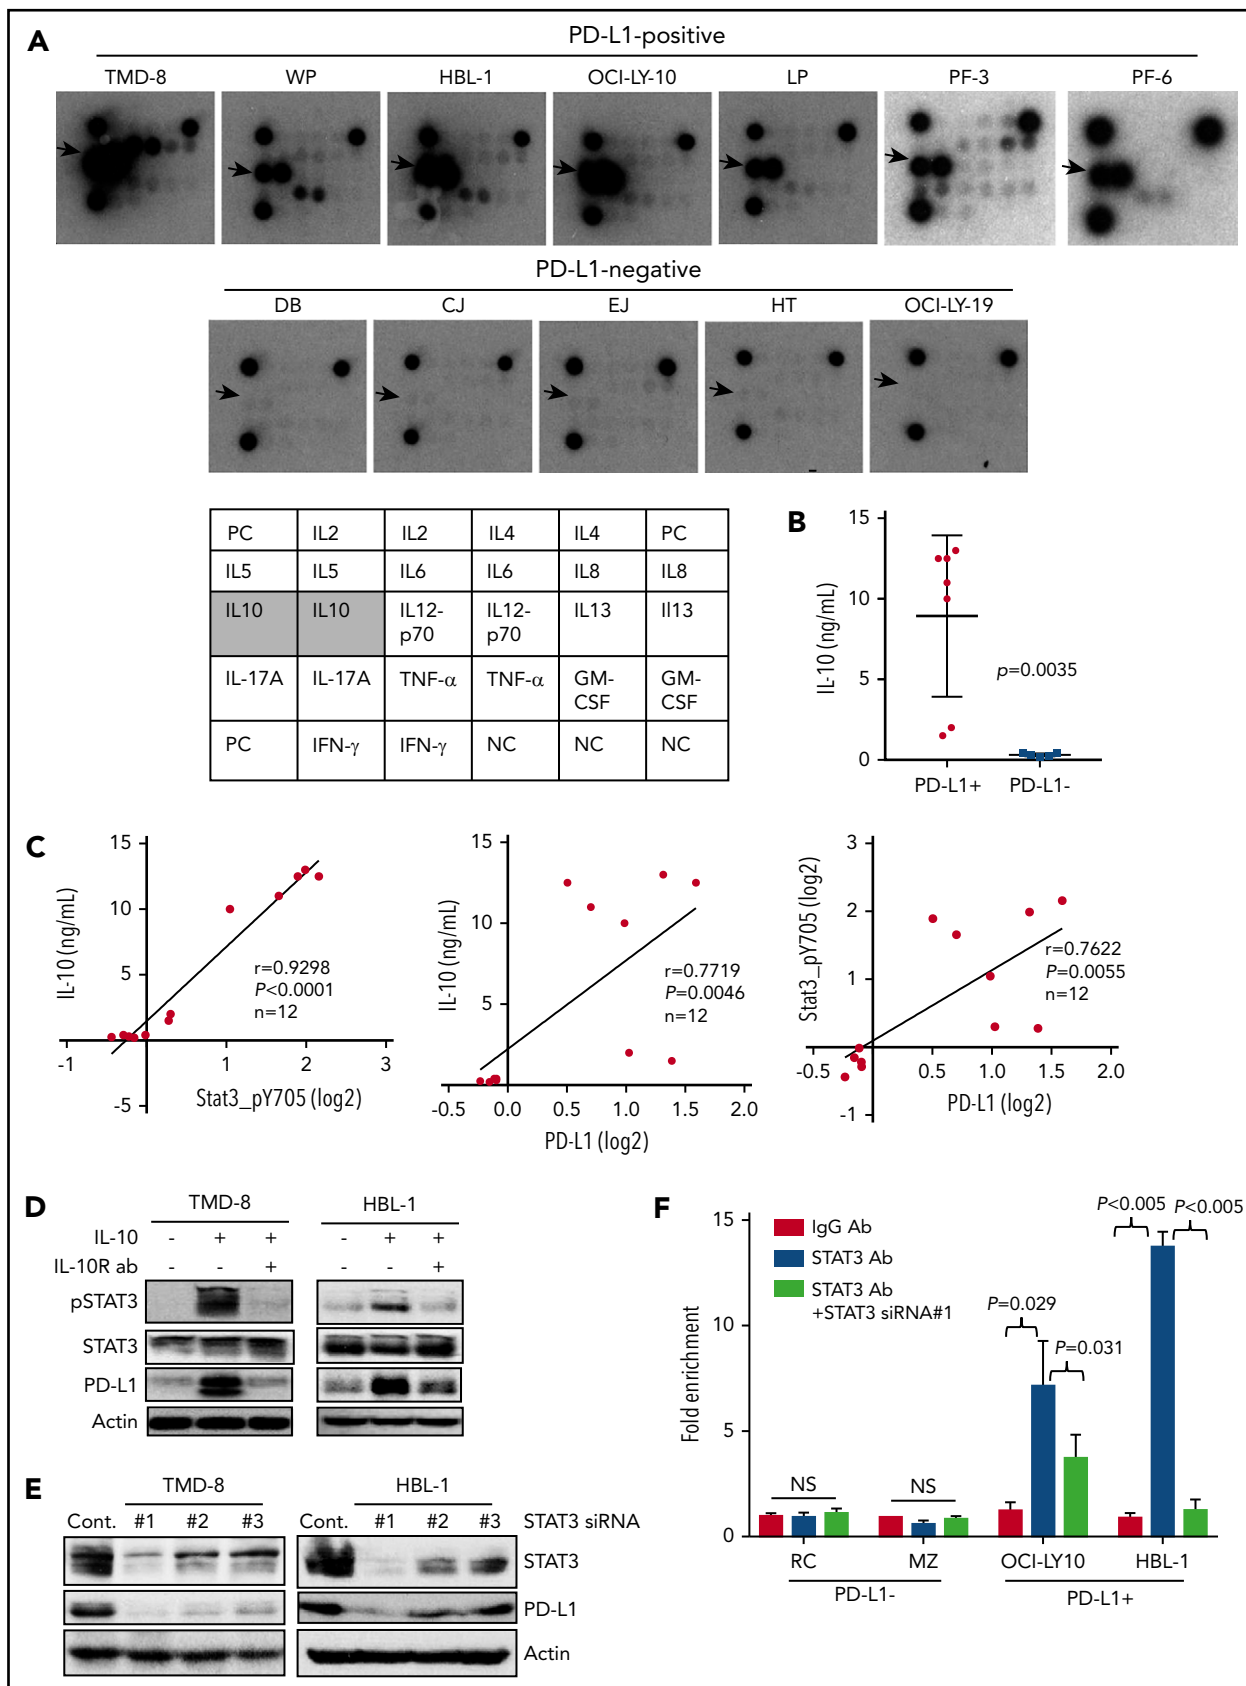 A
PD-L1-positive
TMD-8 WP HBL-1 OCI-LY-10 LP PF-3 PF-6
PD-L1-negative
DB CJ EJ HT OCI-LY-19
PC IL2 IL2 IL4 IL4 PC
IL5 IL5 IL6 IL6 IL8 IL8
IL10 IL10 IL12-p70 IL12-p70 IL13 Il13
IL-17A IL-17A TNF-α TNF-α GM-CSF GM-CSF
PC IFN-γ IFN-γ NC NC NC
B
15
10
5
0
IL-10 (ng/mL)
p=0.0035
PD-L1+ PD-L1-
C
15
10
5
-5
IL-10 (ng/mL)
r=0.9298
P<0.0001
n=12
-1 1 2 3
Stat3_pY705 (log2)
15
10
5
IL-10 (ng/mL)
r=0.7719
P=0.0046
n=12
-0.5 0.0 0.5 1.0 1.5 2.0
PD-L1 (log2)
3
2
1
-1
Stat3_pY705 (log2)
r=0.7622
P=0.0055
n=12
-0.5 0.5 1.0 1.5 2.0
PD-L1 (log2)
D
TMD-8 HBL-1
IL-10 - + + - + +
IL-10R ab - - + - - +
pSTAT3
STAT3
PD-L1
Actin
E
TMD-8 HBL-1
Cont. #1 #2 #3 Cont. #1 #2 #3 STAT3 siRNA
STAT3
PD-L1
Actin
F
15
10
5
0
Fold enrichment
IgG Ab
STAT3 Ab
STAT3 Ab
+STAT3 siRNA#1
P<0.005 P<0.005
P=0.029
P=0.031
NS NS
RC MZ OCI-LY10 HBL-1
PD-L1- PD-L1+